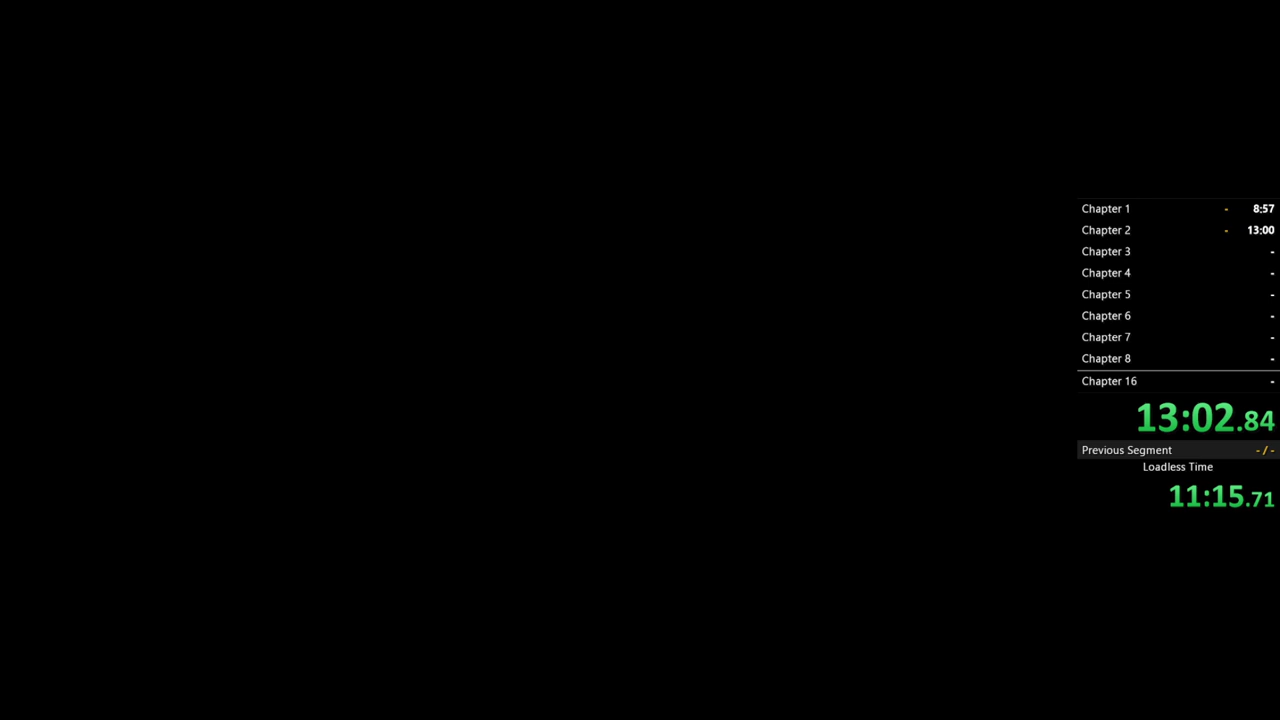 Chapter 1 - 8:57
Chapter 2 - 13:00
Chapter 3 -
Chapter 4 -
Chapter 5 -
Chapter 6 -
Chapter 7 -
Chapter 8 -
Chapter 16 -
13:02.84
Previous Segment - / -
Loadless Time
11:15.71